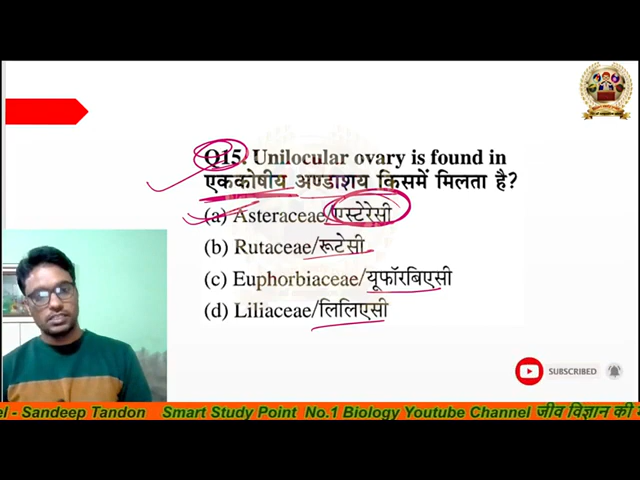 Q15. Unilocular ovary is found in
एककोषीय अण्डाशय किसमें मिलता है?
(a) Asteraceae/एस्टेरेसी
(b) Rutaceae/रूटेसी
(c) Euphorbiaceae/यूफॉरबिएसी
(d) Liliaceae/लिलिएसी
SUBSCRIBED
el - Sandeep Tandon Smart Study Point No.1 Biology Youtube Channel जीव विज्ञान की